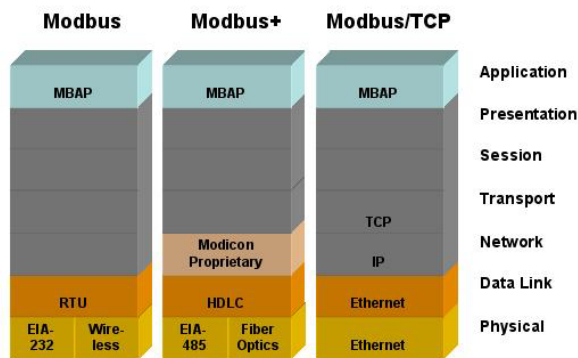 Modbus Modbus+ Modbus/TCP
MBAP MBAP MBAP Application
Presentation
Session
TCP Transport
Modicon
Proprietary IP Network
RTU HDLC Ethernet Data Link
EIA-
232 Wire-
less EIA-
485 Fiber
Optics Ethernet Physical